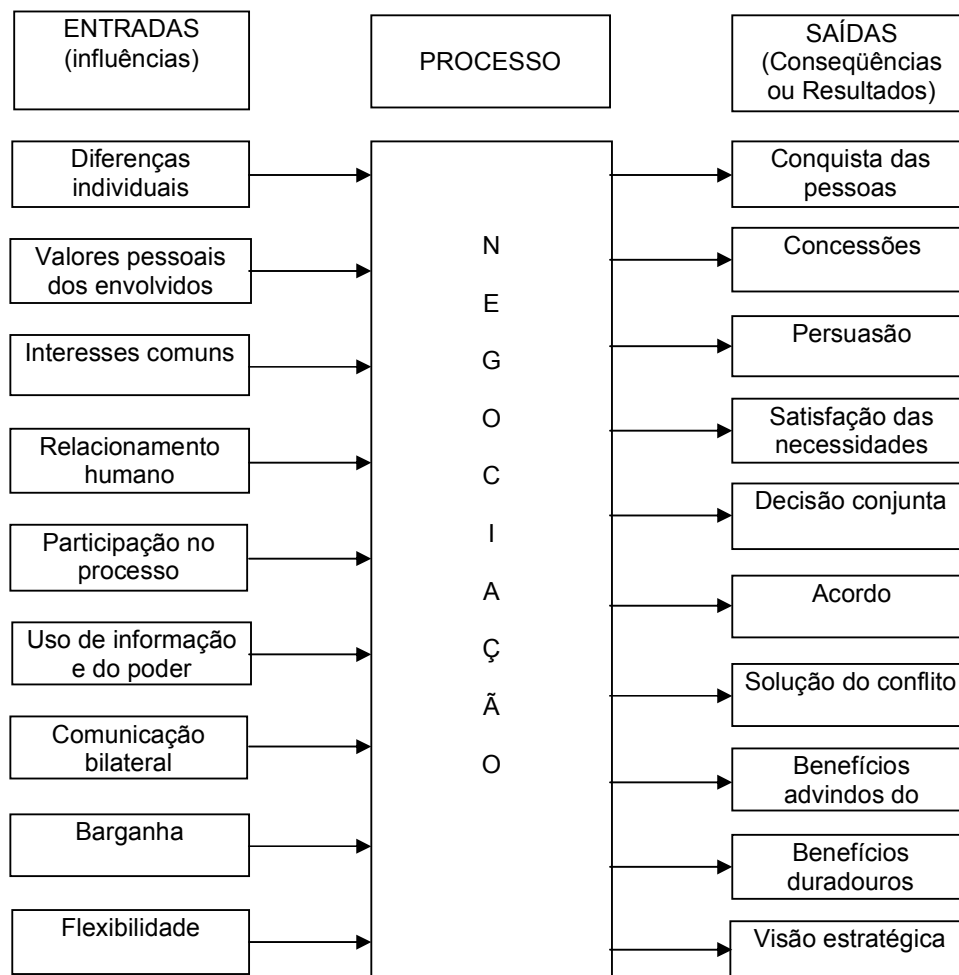 ENTRADAS
(influências)
PROCESSO
SAÍDAS
(Conseqüências
ou Resultados)
Diferenças
individuais
Valores pessoais
dos envolvidos
Interesses comuns
Relacionamento
humano
Participação no
processo
Uso de informação
e do poder
Comunicação
bilateral
Barganha
Flexibilidade
N
E
G
O
C
I
A
Ç
Ã
O
Conquista das
pessoas
Concessões
Persuasão
Satisfação das
necessidades
Decisão conjunta
Acordo
Solução do conflito
Benefícios
advindos do
Benefícios
duradouros
Visão estratégica